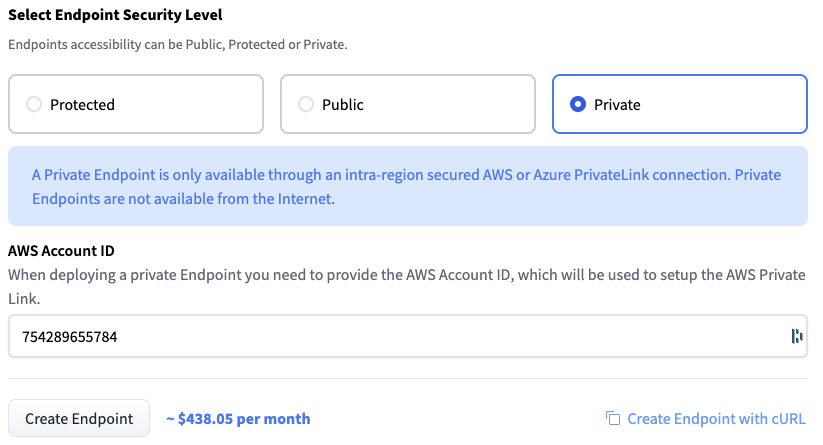 Select Endpoint Security Level
Endpoints accessibility can be Public, Protected or Private.
Protected
Public
Private
A Private Endpoint is only available through an intra-region secured AWS or Azure PrivateLink connection. Private
Endpoints are not available from the Internet.
AWS Account ID
When deploying a private Endpoint you need to provide the AWS Account ID, which will be used to setup the AWS Private
Link.
754289655784
Create Endpoint
~ $438.05 per month
Create Endpoint with cURL